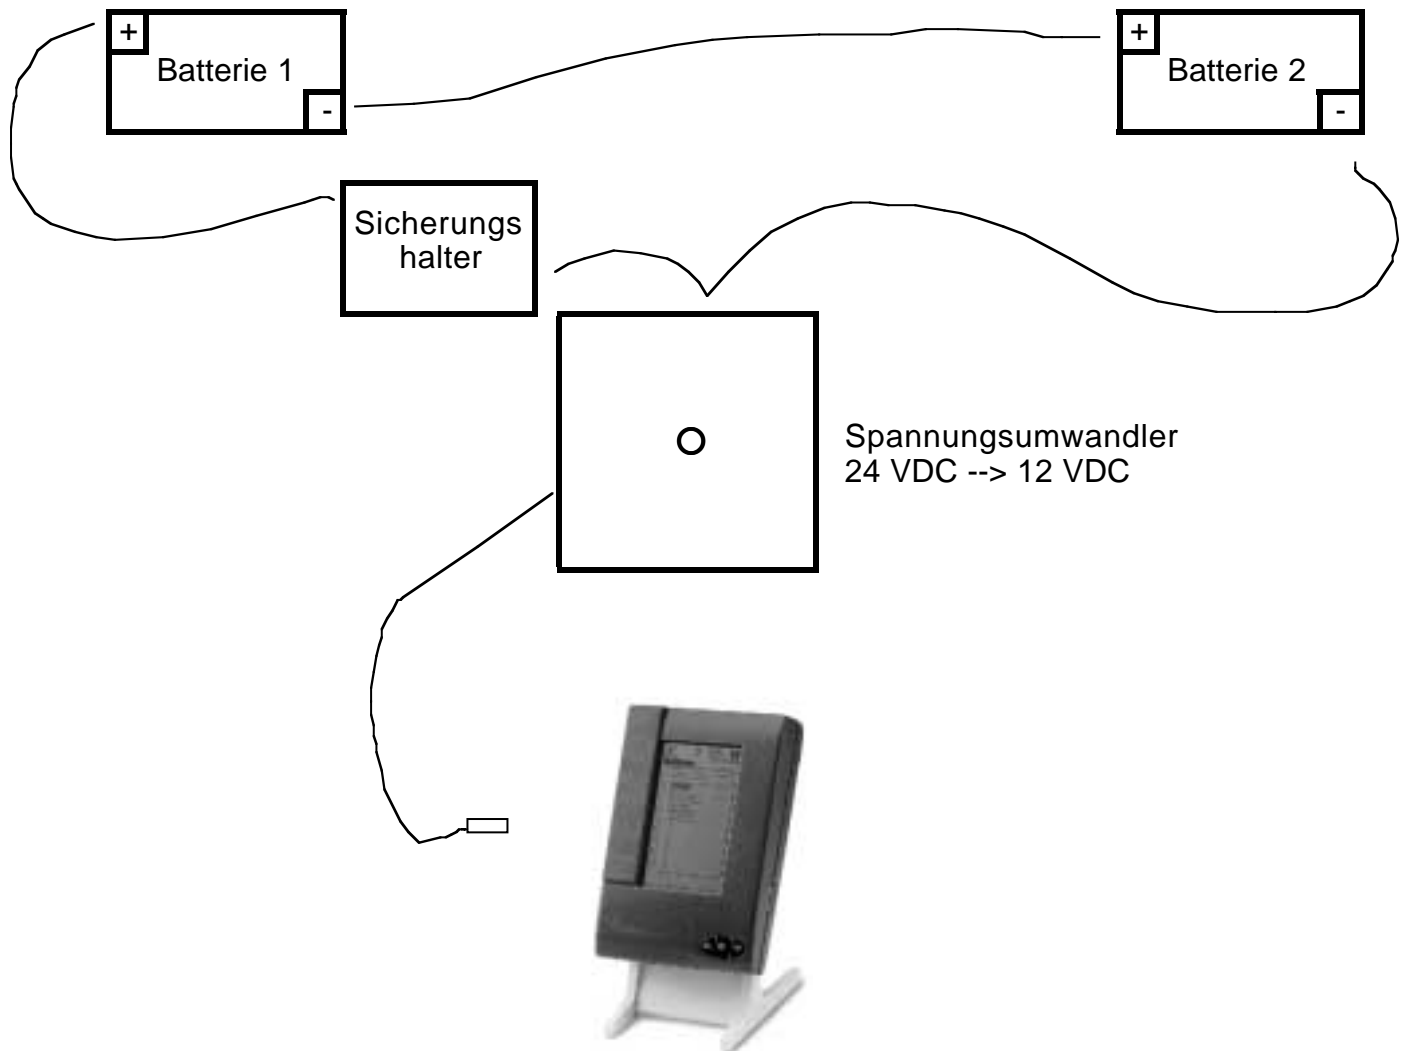 +
Batterie 1
-
+
Batterie 2
-
Sicherungs
halter
Spannungsumwandler
24 VDC --> 12 VDC